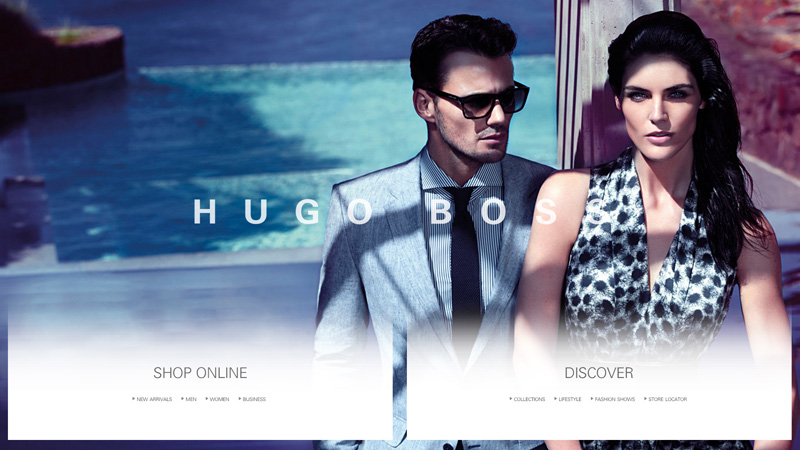 HUGO BOSS
SHOP ONLINE
NEW ARRIVALS MEN WOMEN BUSINESS
DISCOVER
COLLECTIONS LIFESTYLE FASHION SHOWS STORE LOCATOR